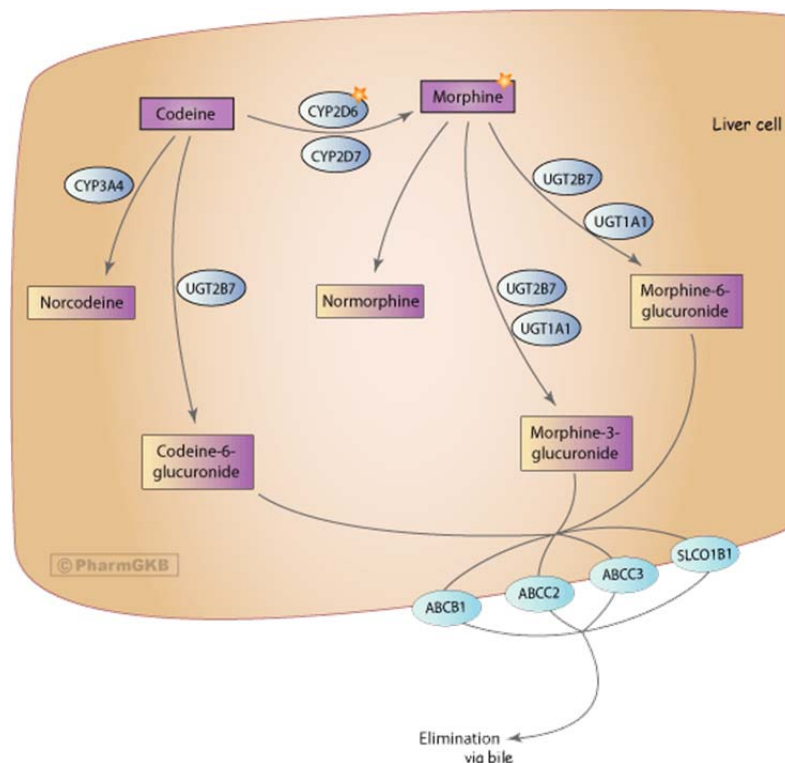 Codeine
CYP2D6
Morphine
CYP2D7
Liver cell
CYP3A4
UGT2B7
UGT1A1
Norcodeine
UGT2B7
Normorphine
UGT2B7
UGT1A1
Morphine-6-
glucuronide
Codeine-6-
glucuronide
Morphine-3-
glucuronide
© PharmGKB
ABCB1
ABCC2
ABCC3
SLCO1B1
Elimination
via bile